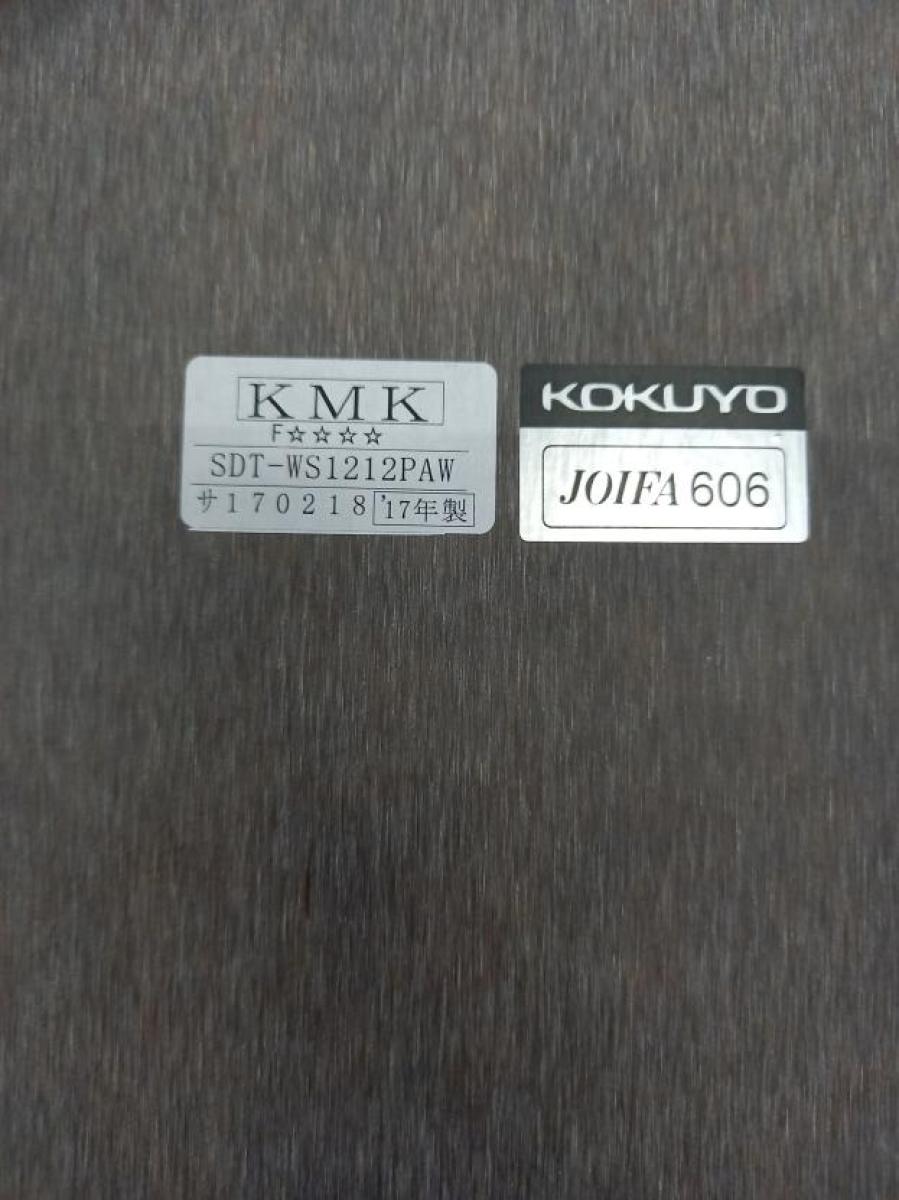 KMK
F☆☆☆☆
SDT-WS1212PAW
サ170218 '17年製
KOKUYO
JOIFA 606